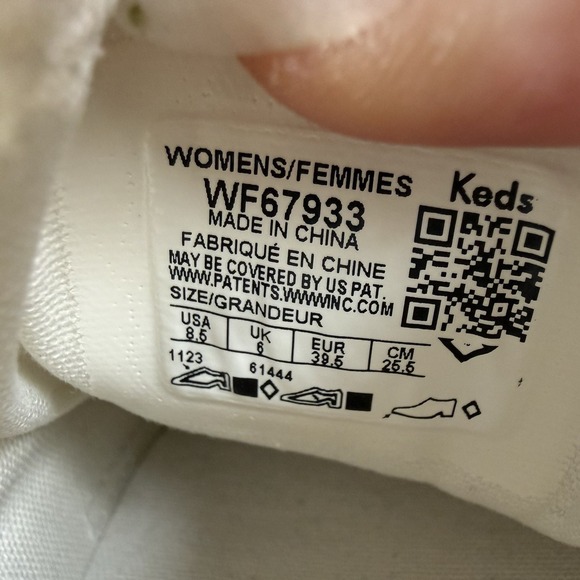 WOMENS/FEMMES
Keds
WF67933
MADE IN CHINA
FABRIQUÉ EN CHINE
MAY BE COVERED BY US PAT.
WWW.PATENTS.WWWINC.COM
SIZE/GRANDEUR
USA UK EUR CM
8.5 6 39.5 25.5
1123 61444